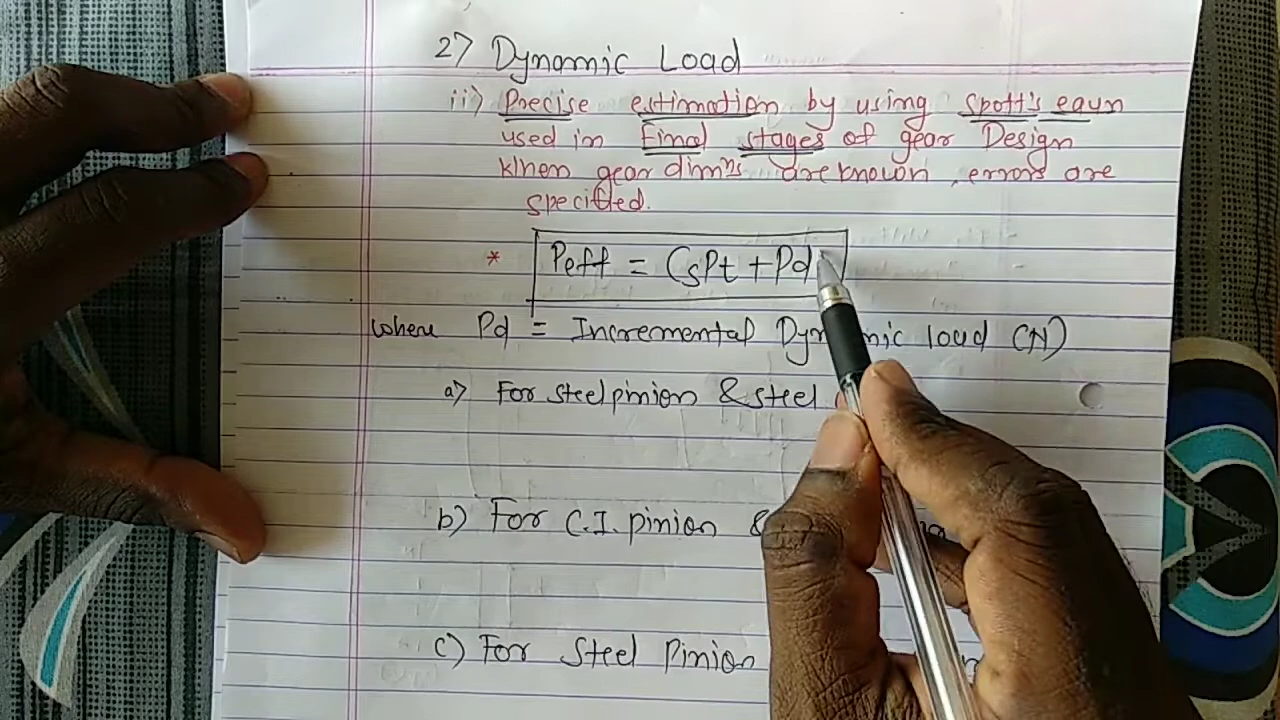 2) Dynamic Load
ii) Precise estimation by using Spott's equn
used in Final stages of gear Design
When gear dimn's are known, errors are
specified.
* Peff = CsPt + Pd
where Pd = Incremental Dynamic load (N)
a) For steel pinion & steel
b) For C.I. pinion &
c) For Steel Pinion